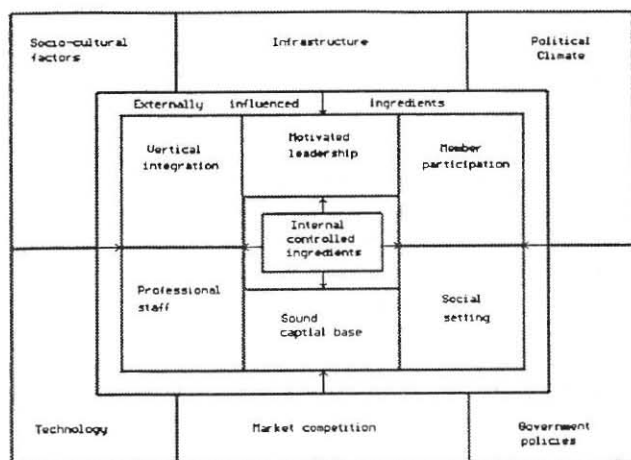 Socio-cultural
factors
Infrastructure
Political
Climate
Externally influenced Ingredients
Vertical
integration
Motivated
leadership
Member
participation
Internal
controlled
ingredients
Professional
staff
Sound
captial base
Social
setting
Technology
Market competition
Government
policies